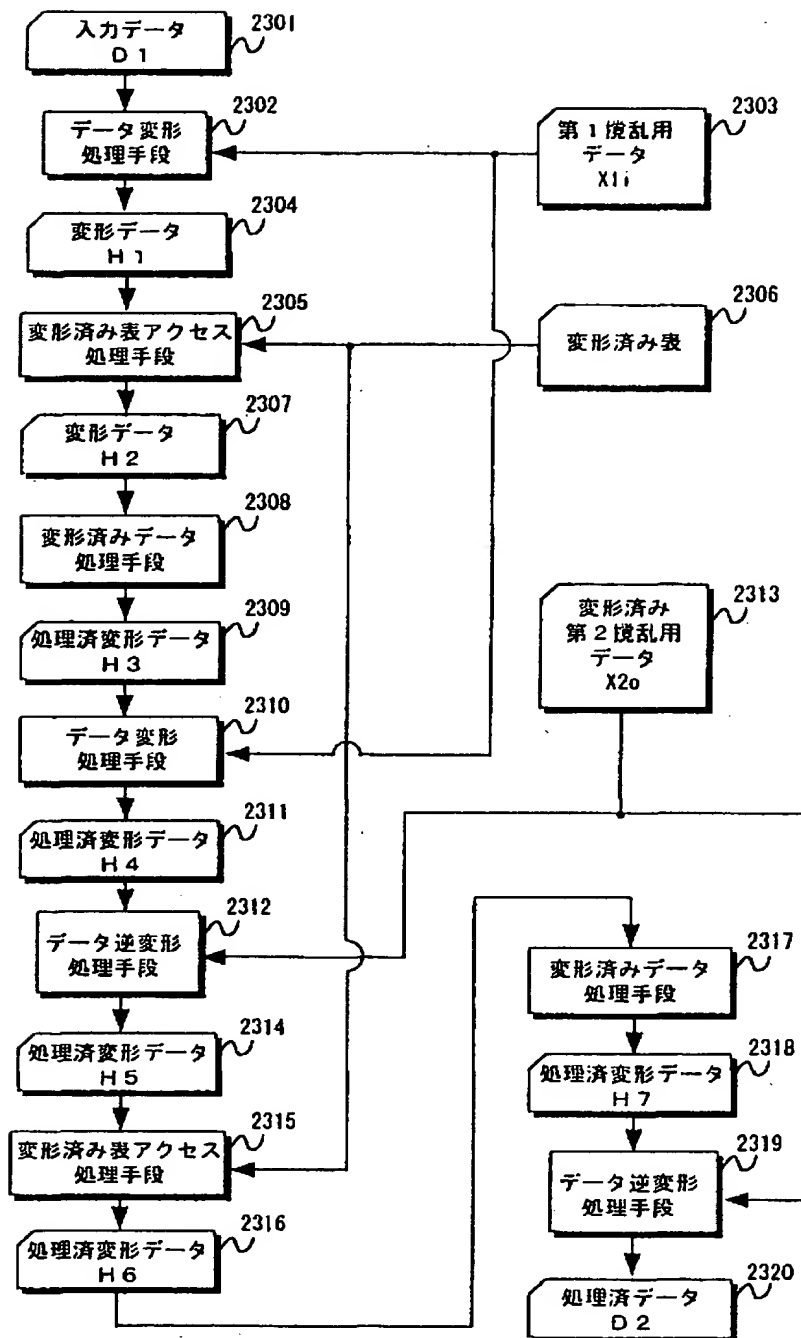 入力データ
D1
2301
2302
データ変形
処理手段
第1撹乱用
データ
X1i
2303
2304
変形データ
H1
2305
変形済み表アクセス
処理手段
2306
変形済み表
2307
変形データ
H2
2308
変形済みデータ
処理手段
2309
処理済変形データ
H3
2310
データ変形
処理手段
変形済み
第2撹乱用
データ
X2o
2313
2311
処理済変形データ
H4
2312
データ逆変形
処理手段
2314
処理済変形データ
H5
2315
変形済み表アクセス
処理手段
2316
処理済変形データ
H6
2317
変形済みデータ
処理手段
2318
処理済変形データ
H7
2319
データ逆変形
処理手段
2320
処理済データ
D2